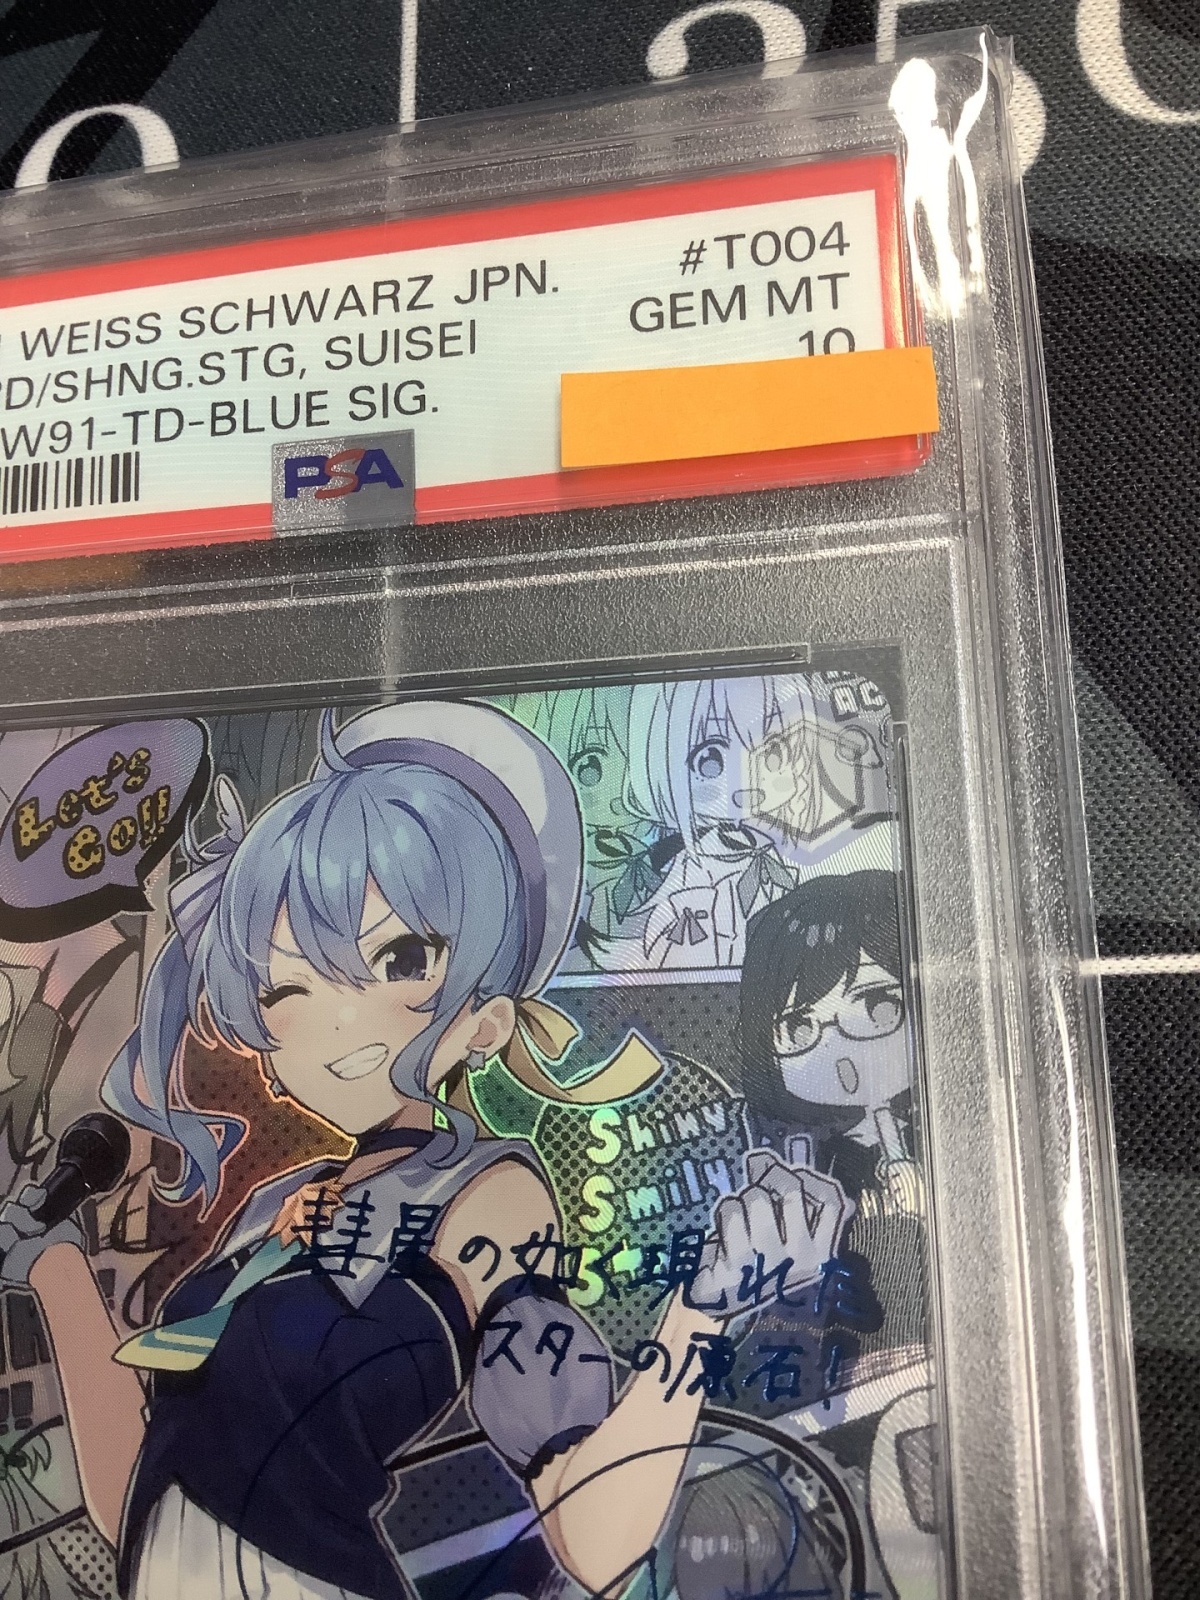 WEISS SCHWARZ JPN.
#T004
D/SHNG.STG, SUISEI
GEM MT
W91-TD-BLUE SIG.
10
PSA
Let's
Go!!
Shiny
Smily
彗星の如く現れた
スターの原石!